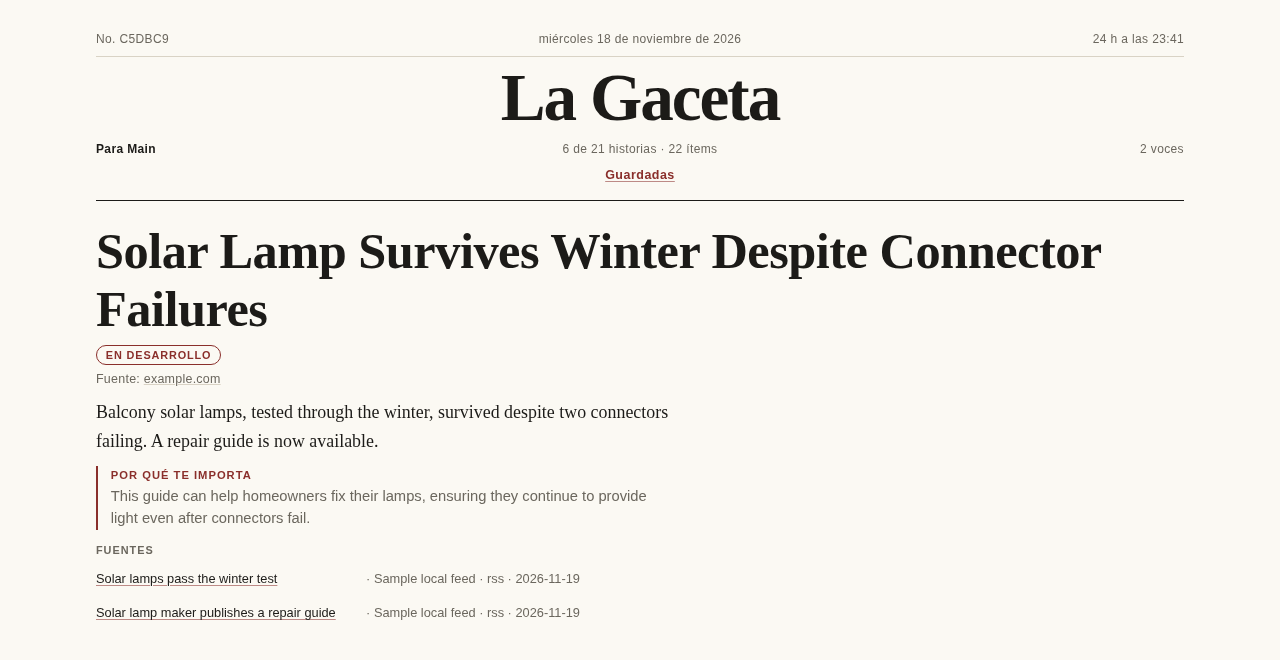 No. C5DBC9
miércoles 18 de noviembre de 2026
24 h a las 23:41
La Gaceta
Para Main
6 de 21 historias · 22 ítems
2 voces
Guardadas
Solar Lamp Survives Winter Despite Connector
Failures
EN DESARROLLO
Fuente: example.com
Balcony solar lamps, tested through the winter, survived despite two connectors
failing. A repair guide is now available.
POR QUÉ TE IMPORTA
This guide can help homeowners fix their lamps, ensuring they continue to provide
light even after connectors fail.
FUENTES
Solar lamps pass the winter test · Sample local feed · rss · 2026-11-19
Solar lamp maker publishes a repair guide · Sample local feed · rss · 2026-11-19